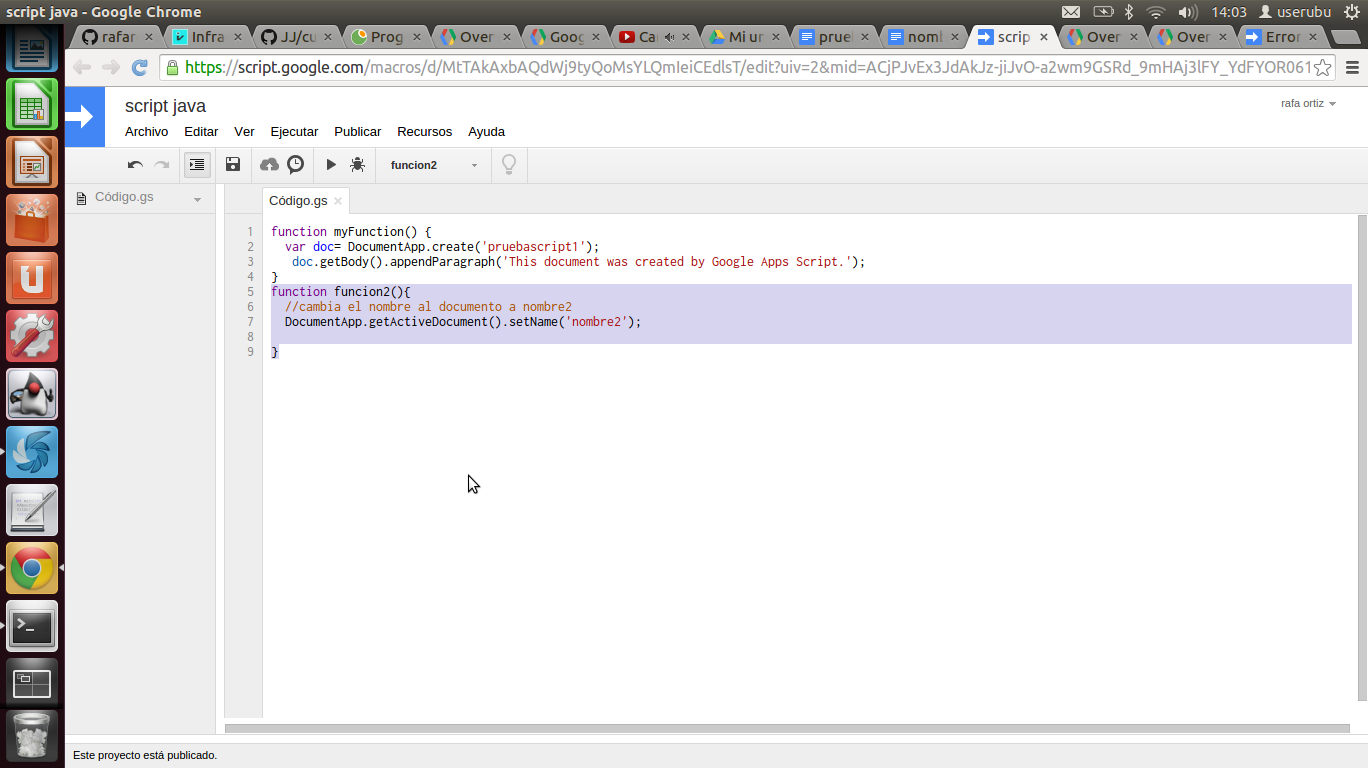 script java - Google Chrome
14:03
userubu
rafar
Infra
JJ/cu
Prog
Over
Goog
Ca
Mi ur
prue
nom
scrip
Over
Over
Error
https://script.google.com/macros/d/MtTAkAxbAQdWj9tyQoMsYLQmIeiCEdlsT/edit?uiv=2&mid=ACjPJvEx3JdAkJz-jiJvO-a2wm9GSRd_9mHAj3lFY_YdFYOR061
script java
rafa ortiz
Archivo Editar Ver Ejecutar Publicar Recursos Ayuda
funcion2
Código.gs
Código.gs
1 function myFunction() {
2 var doc= DocumentApp.create('pruebascript1');
3 doc.getBody().appendParagraph('This document was created by Google Apps Script.');
4 }
5 function funcion2(){
6 //cambia el nombre al documento a nombre2
7 DocumentApp.getActiveDocument().setName('nombre2');
8
9 }
Este proyecto está publicado.